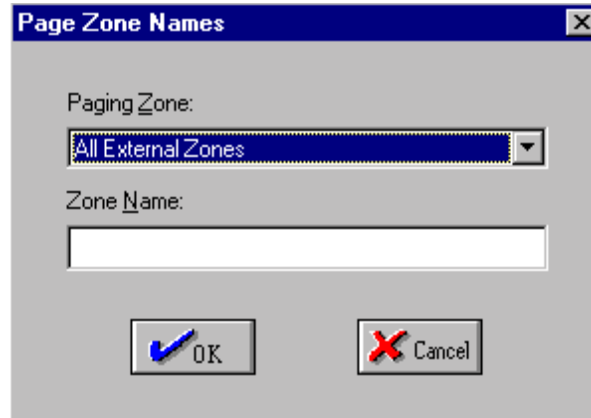 Page Zone Names
Paging Zone:
All External Zones
Zone Name:
OK
Cancel